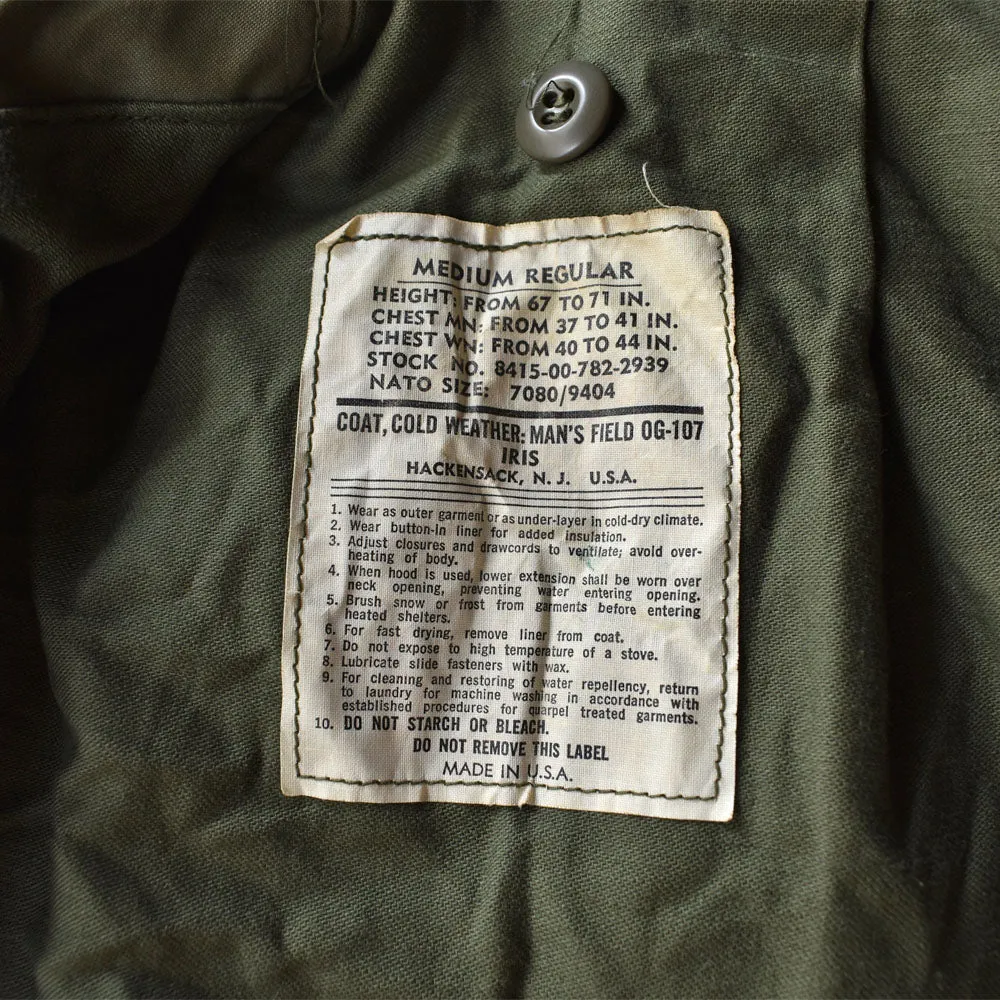 MEDIUM REGULAR
HEIGHT: FROM 67 TO 71 IN.
CHEST MN: FROM 37 TO 41 IN.
CHEST WN: FROM 40 TO 44 IN.
STOCK NO. 8415-00-782-2939
NATO SIZE: 7080/9404
COAT, COLD WEATHER: MAN'S FIELD OG-107
IRIS
HACKENSACK, N. J. U.S.A.
1. Wear as outer garment or as under-layer in cold-dry climate.
2. Wear button-in liner for added insulation.
3. Adjust closures and drawcords to ventilate; avoid over-
heating of body.
4. When hood is used, lower extension shall be worn over
neck opening, preventing water entering opening.
5. Brush snow or frost from garments before entering
heated shelters.
6. For fast drying, remove liner from coat.
7. Do not expose to high temperature of a stove.
8. Lubricate slide fasteners with wax.
9. For cleaning and restoring of water repellency, return
to laundry for machine washing in accordance with
established procedures for quarpel treated garments.
10. DO NOT STARCH OR BLEACH.
DO NOT REMOVE THIS LABEL
MADE IN U.S.A.